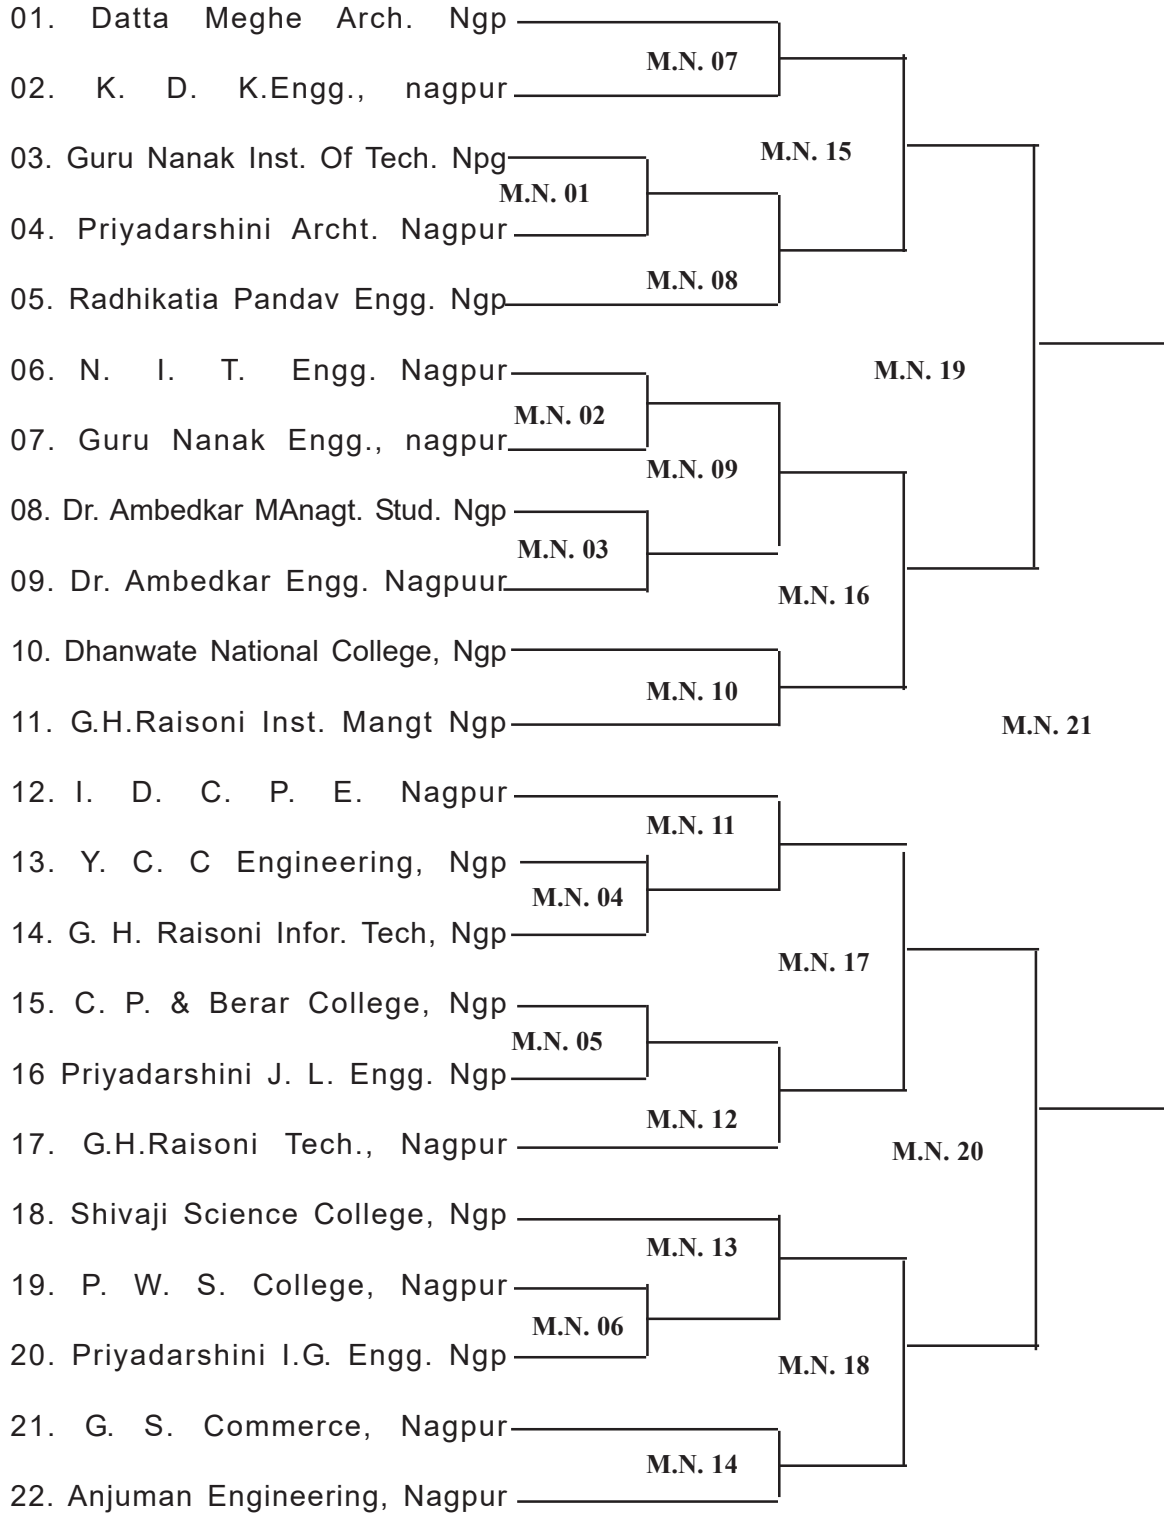 01. Datta Meghe Arch. Ngp
M.N. 07
02. K. D. K.Engg., nagpur
03. Guru Nanak Inst. Of Tech. Npg
M.N. 15
M.N. 01
04. Priyadarshini Archt. Nagpur
M.N. 08
05. Radhikatia Pandav Engg. Ngp
06. N. I. T. Engg. Nagpur
M.N. 19
M.N. 02
07. Guru Nanak Engg., nagpur
M.N. 09
08. Dr. Ambedkar MAnagt. Stud. Ngp
M.N. 03
09. Dr. Ambedkar Engg. Nagpuur
M.N. 16
10. Dhanwate National College, Ngp
M.N. 10
11. G.H.Raisoni Inst. Mangt Ngp
M.N. 21
12. I. D. C. P. E. Nagpur
M.N. 11
13. Y. C. C Engineering, Ngp
M.N. 04
14. G. H. Raisoni Infor. Tech, Ngp
M.N. 17
15. C. P. & Berar College, Ngp
M.N. 05
16 Priyadarshini J. L. Engg. Ngp
M.N. 12
17. G.H.Raisoni Tech., Nagpur
M.N. 20
18. Shivaji Science College, Ngp
M.N. 13
19. P. W. S. College, Nagpur
M.N. 06
20. Priyadarshini I.G. Engg. Ngp
M.N. 18
21. G. S. Commerce, Nagpur
M.N. 14
22. Anjuman Engineering, Nagpur